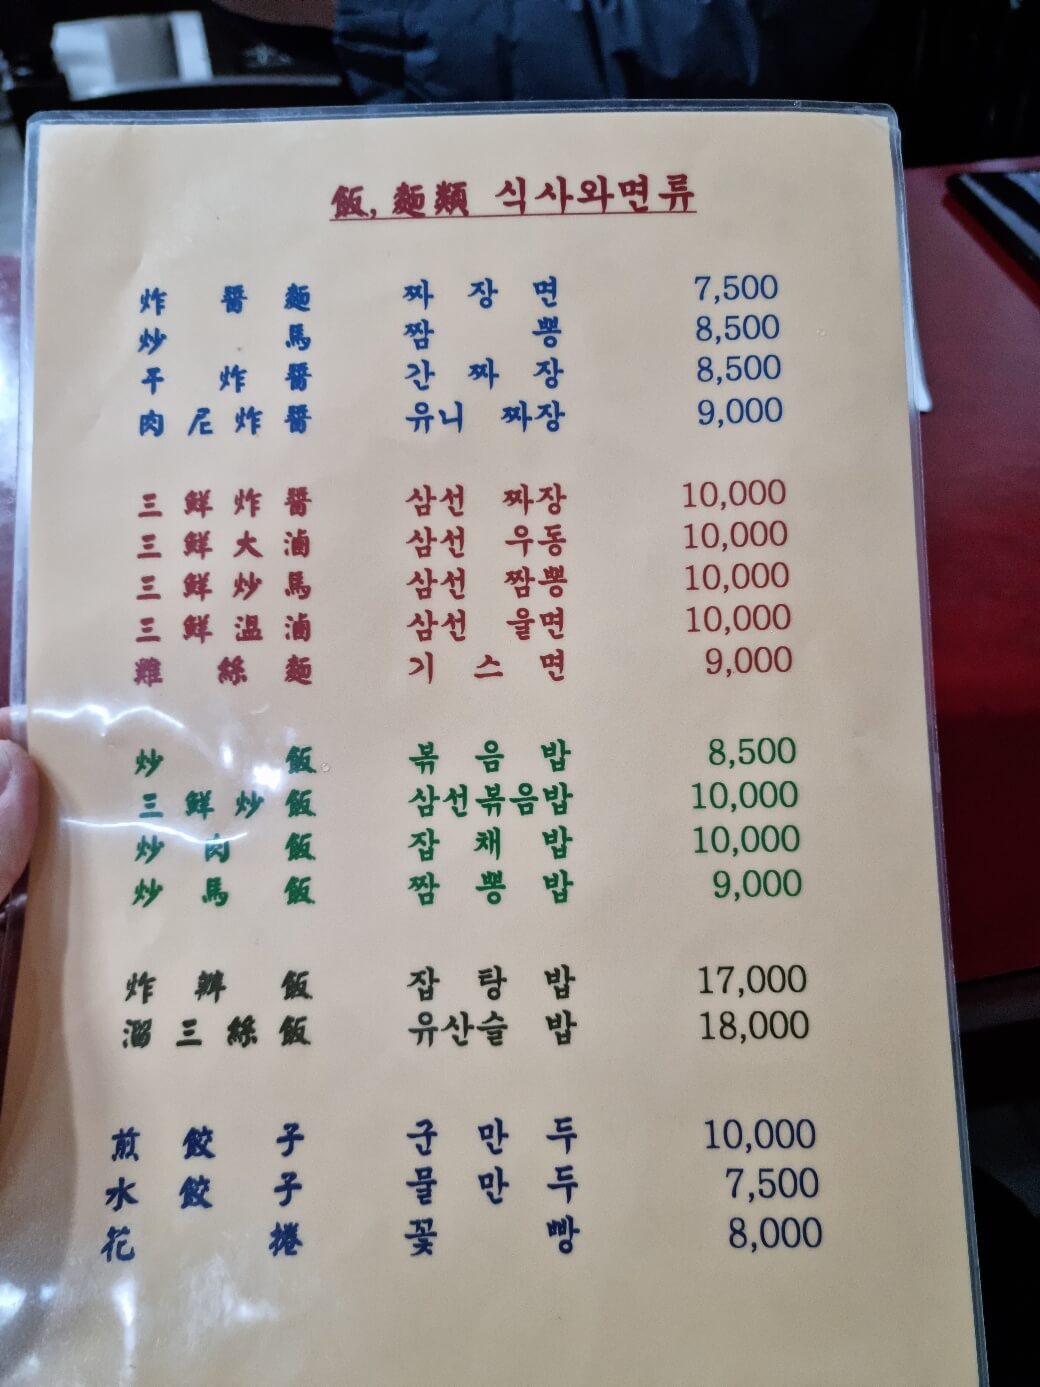 飯, 麵類 식사와면류
炸醬麵 짜장면 7,500
炒馬 짬뽕 8,500
干炸醬 간짜장 8,500
肉尼炸醬 유니 짜장 9,000
三鮮炸醬 삼선 짜장 10,000
三鮮大滷 삼선 우동 10,000
三鮮炒馬 삼선 짬뽕 10,000
三鮮溫滷 삼선 울면 10,000
雞絲麵 기스면 9,000
炒飯 볶음밥 8,500
三鮮炒飯 삼선볶음밥 10,000
炒肉飯 잡채밥 10,000
炒馬飯 짬뽕밥 9,000
炸辦飯 잡탕밥 17,000
溜三絲飯 유산슬 밥 18,000
煎餃子 군만두 10,000
水餃子 물만두 7,500
花捲 꽃빵 8,000